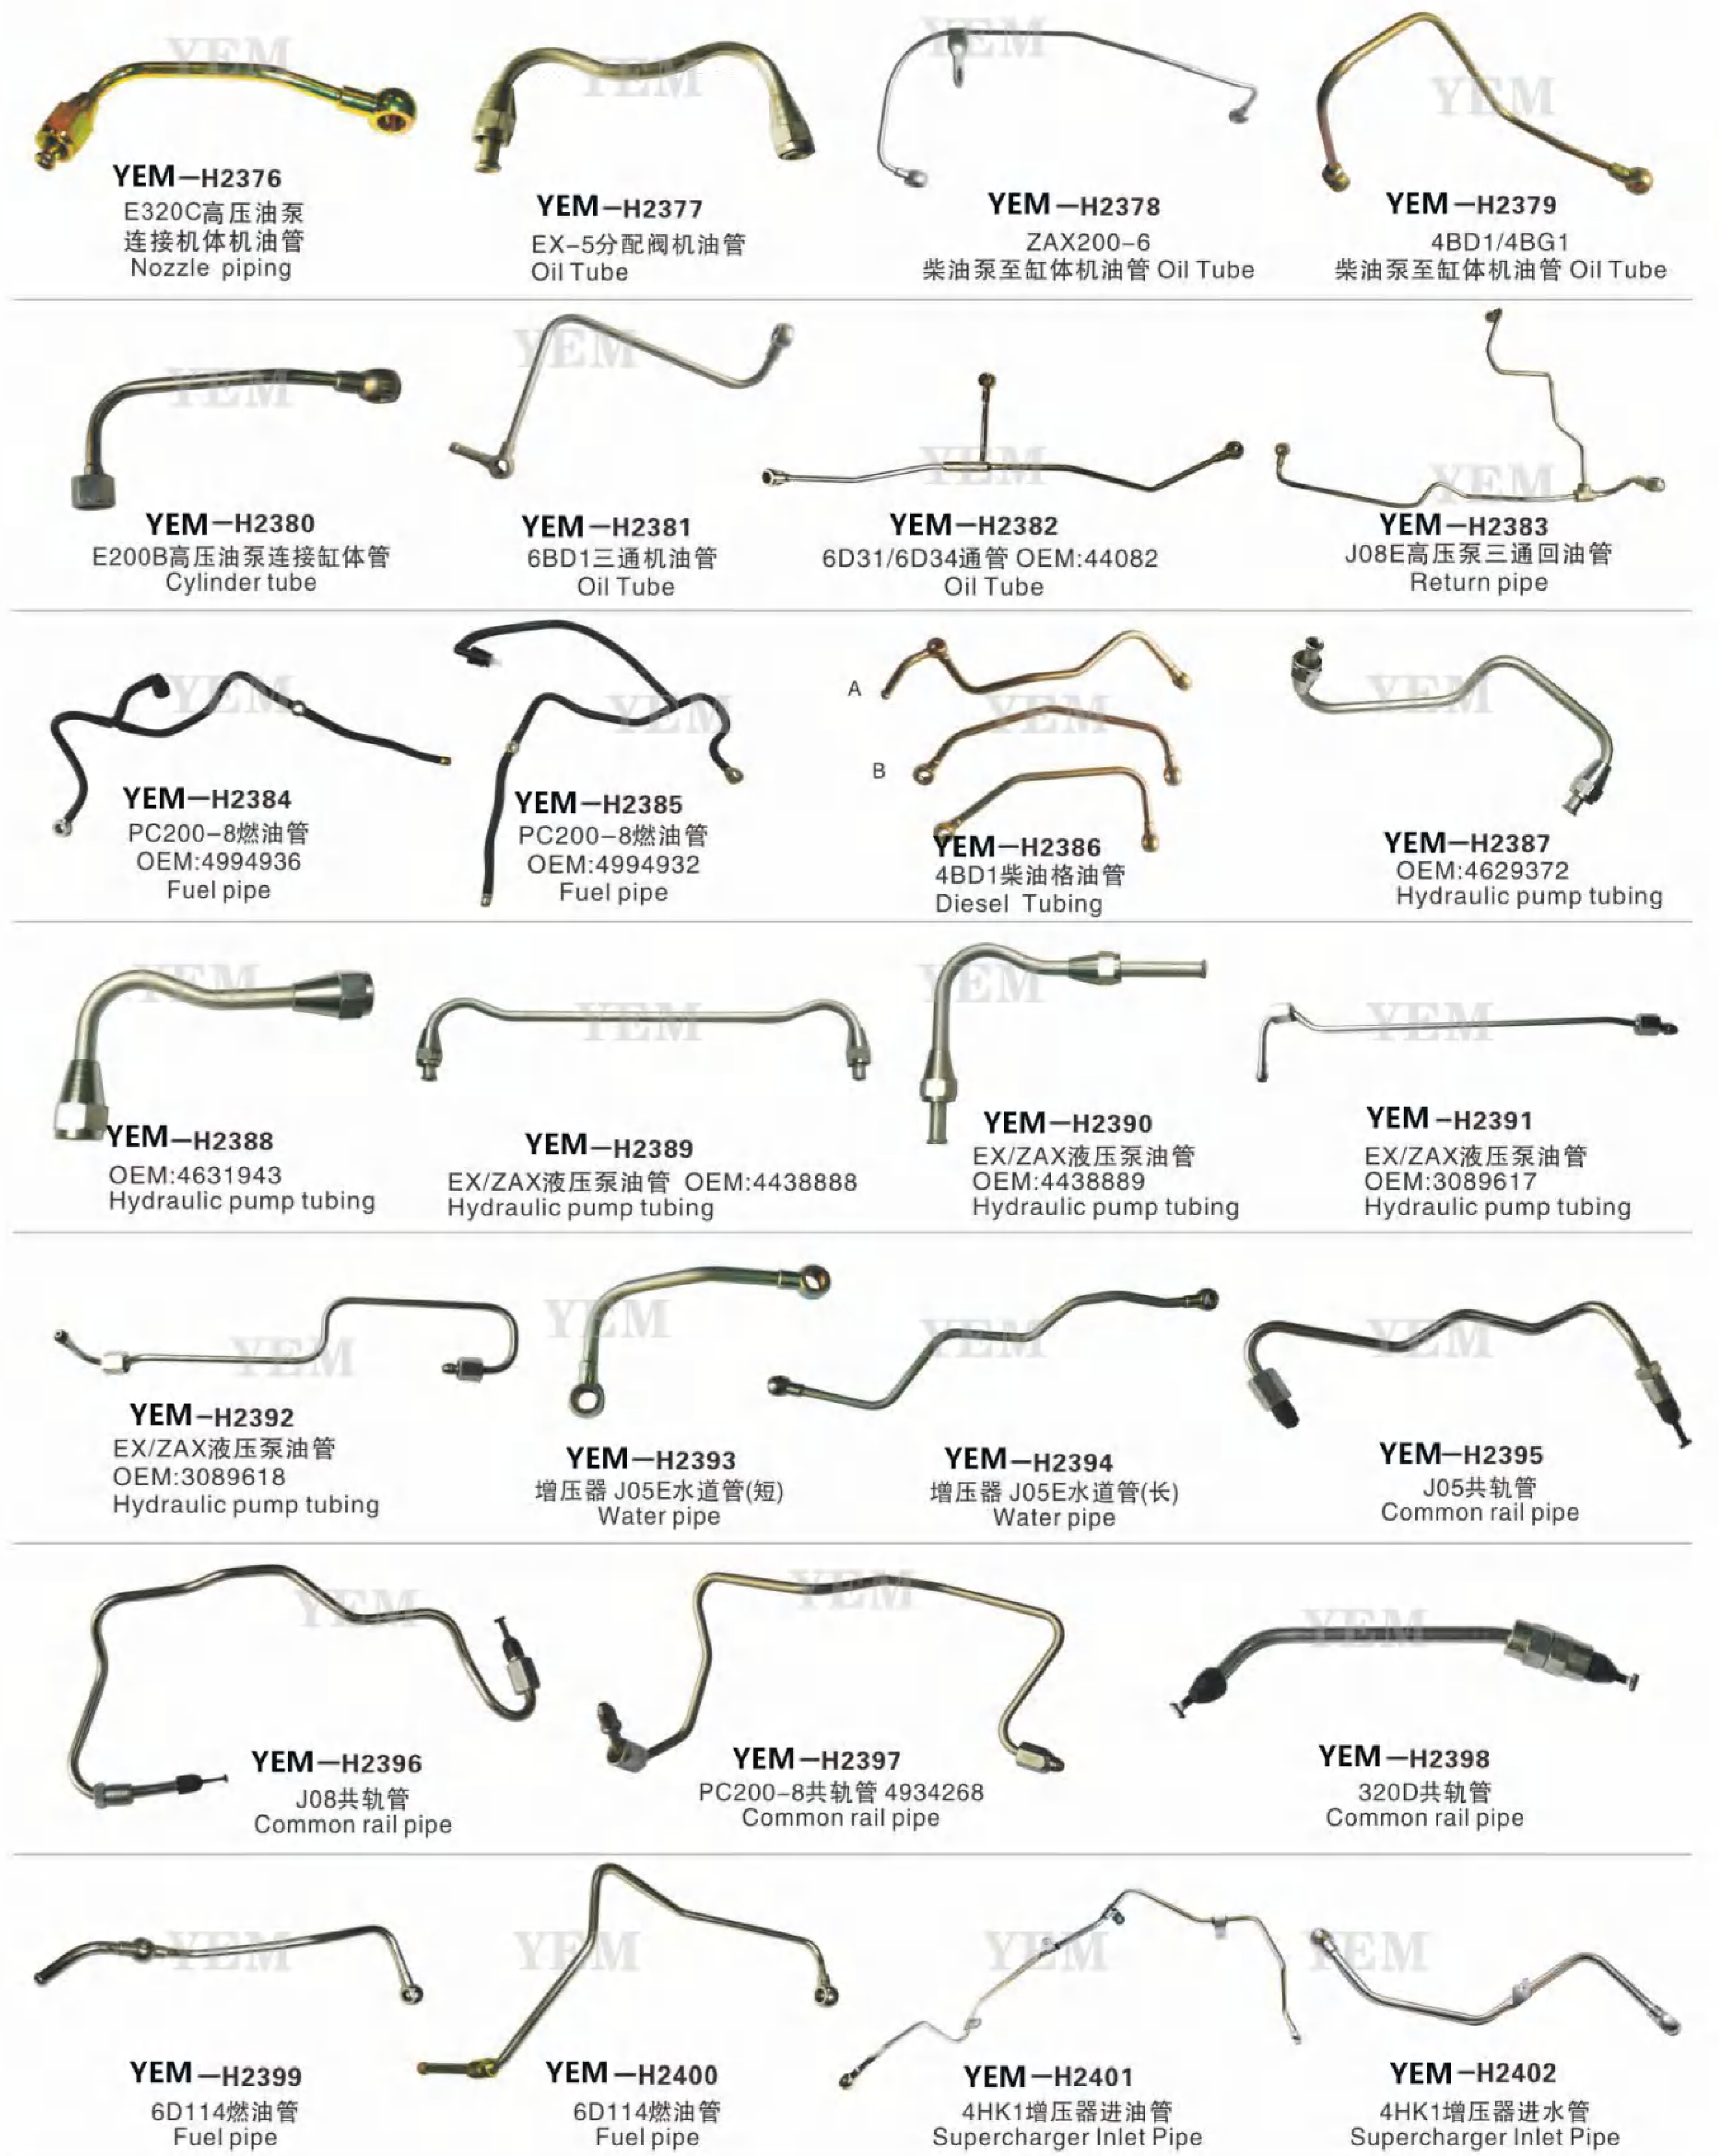 YEM—H2376
E320C高压油泵
连接机体机油管
Nozzle piping
YEM—H2377
EX-5分配阀机油管
Oil Tube
YEM—H2378
ZAX200-6
柴油泵至缸体机油管 Oil Tube
YEM—H2379
4BD1/4BG1
柴油泵至缸体机油管 Oil Tube
YEM—H2380
E200B高压油泵连接缸体管
Cylinder tube
YEM—H2381
6BD1三通机油管
Oil Tube
YEM—H2382
6D31/6D34通管 OEM:44082
Oil Tube
YEM—H2383
J08E高压泵三通回油管
Return pipe
YEM—H2384
PC200-8燃油管
OEM:4994936
Fuel pipe
YEM—H2385
PC200-8燃油管
OEM:4994932
Fuel pipe
A
B
YEM—H2386
4BD1柴油格油管
Diesel Tubing
YEM—H2387
OEM:4629372
Hydraulic pump tubing
YEM—H2388
OEM:4631943
Hydraulic pump tubing
YEM—H2389
EX/ZAX液压泵油管 OEM:4438888
Hydraulic pump tubing
YEM—H2390
EX/ZAX液压泵油管
OEM:4438889
Hydraulic pump tubing
YEM—H2391
EX/ZAX液压泵油管
OEM:3089617
Hydraulic pump tubing
YEM—H2392
EX/ZAX液压泵油管
OEM:3089618
Hydraulic pump tubing
YEM—H2393
增压器 J05E水道管(短)
Water pipe
YEM—H2394
增压器 J05E水道管(长)
Water pipe
YEM—H2395
J05共轨管
Common rail pipe
YEM—H2396
J08共轨管
Common rail pipe
YEM—H2397
PC200-8共轨管 4934268
Common rail pipe
YEM—H2398
320D共轨管
Common rail pipe
YEM—H2399
6D114燃油管
Fuel pipe
YEM—H2400
6D114燃油管
Fuel pipe
YEM—H2401
4HK1增压器进油管
Supercharger Inlet Pipe
YEM—H2402
4HK1增压器进水管
Supercharger Inlet Pipe